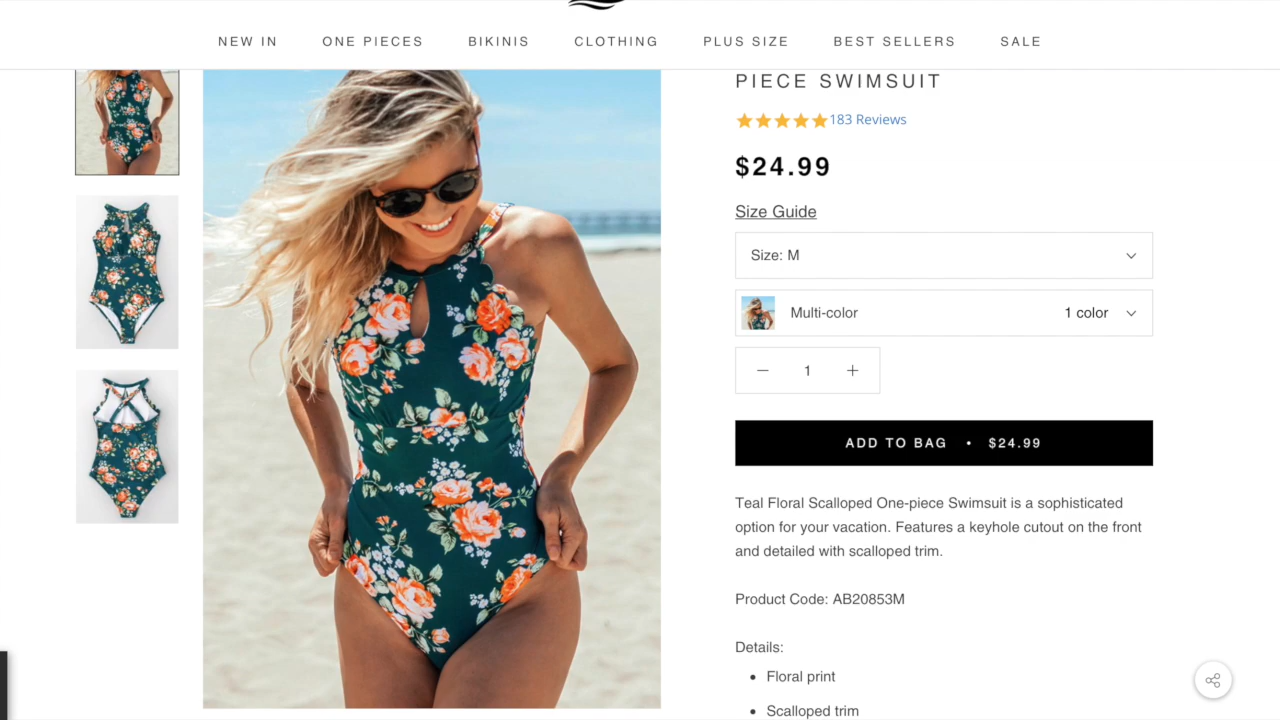 NEW IN ONE PIECES BIKINIS CLOTHING PLUS SIZE BEST SELLERS SALE
PIECE SWIMSUIT
183 Reviews
$24.99
Size Guide
Size: M
Multi-color 1 color
1
ADD TO BAG • $24.99
Teal Floral Scalloped One-piece Swimsuit is a sophisticated
option for your vacation. Features a keyhole cutout on the front
and detailed with scalloped trim.
Product Code: AB20853M
Details:
• Floral print
• Scalloped trim